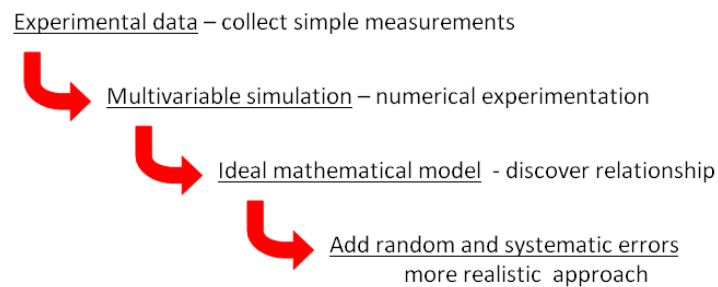 Experimental data – collect simple measurements
Multivariable simulation – numerical experimentation
Ideal mathematical model - discover relationship
Add random and systematic errors
more realistic approach